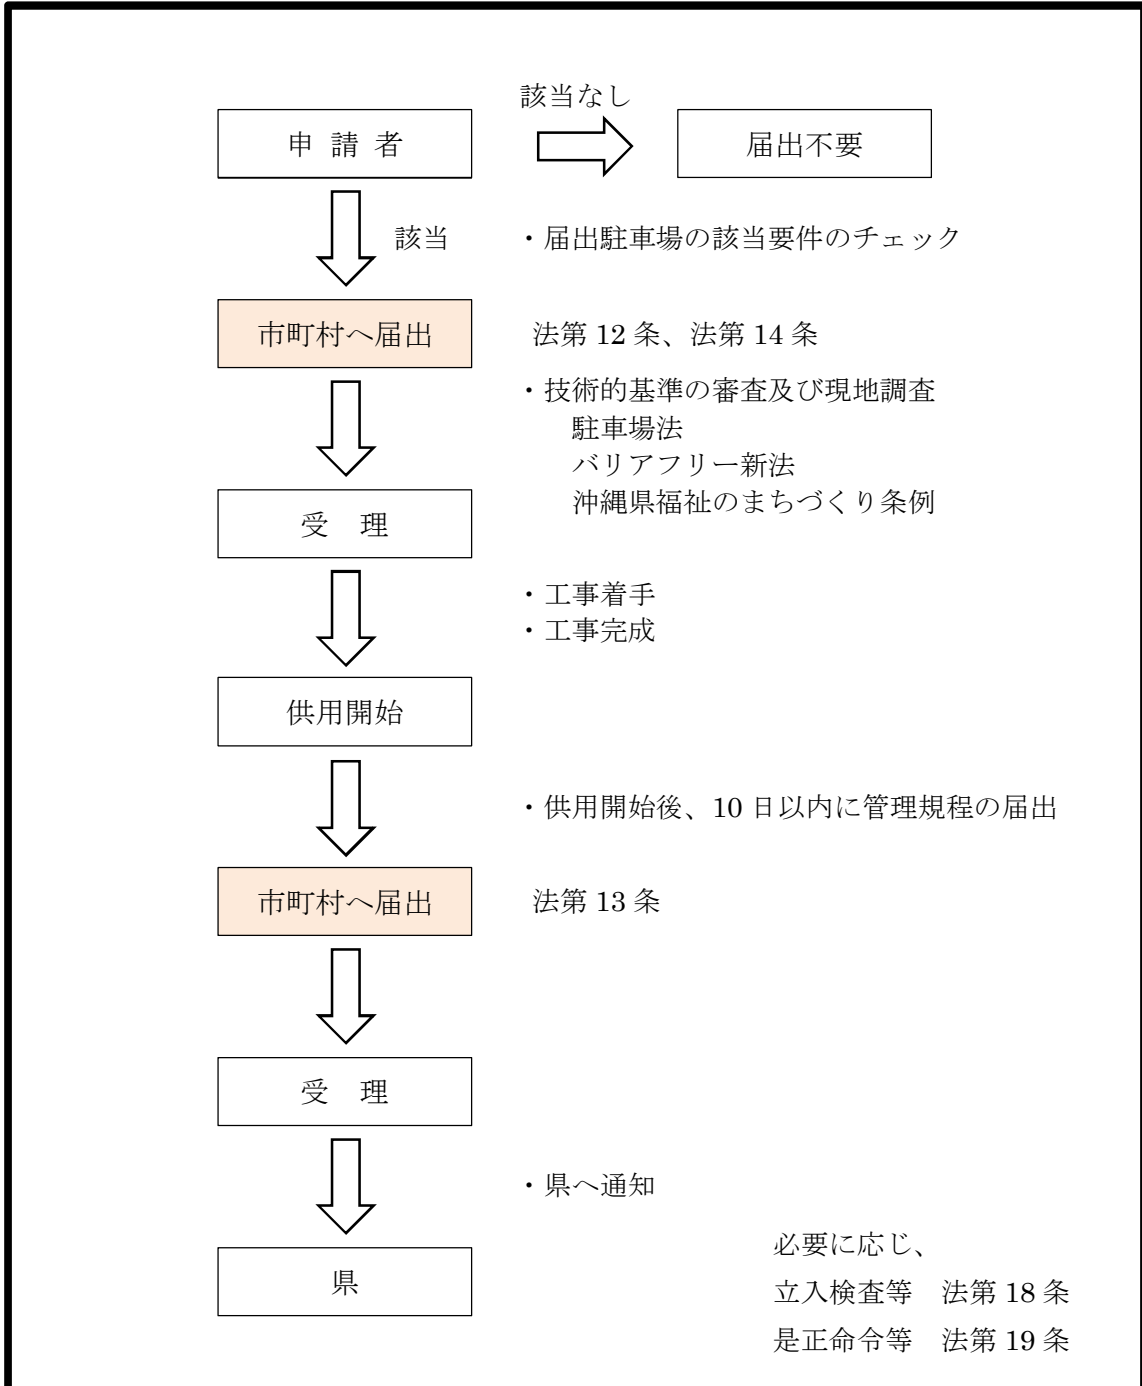 該当なし
申 請 者
届出不要
該当
・届出駐車場の該当要件のチェック
市町村へ届出
法第 12 条、法第 14 条
・技術的基準の審査及び現地調査
駐車場法
バリアフリー新法
沖縄県福祉のまちづくり条例
受　理
・工事着手
・工事完成
供用開始
・供用開始後、10 日以内に管理規程の届出
市町村へ届出
法第 13 条
受　理
・県へ通知
県
必要に応じ、
立入検査等　法第 18 条
是正命令等　法第 19 条